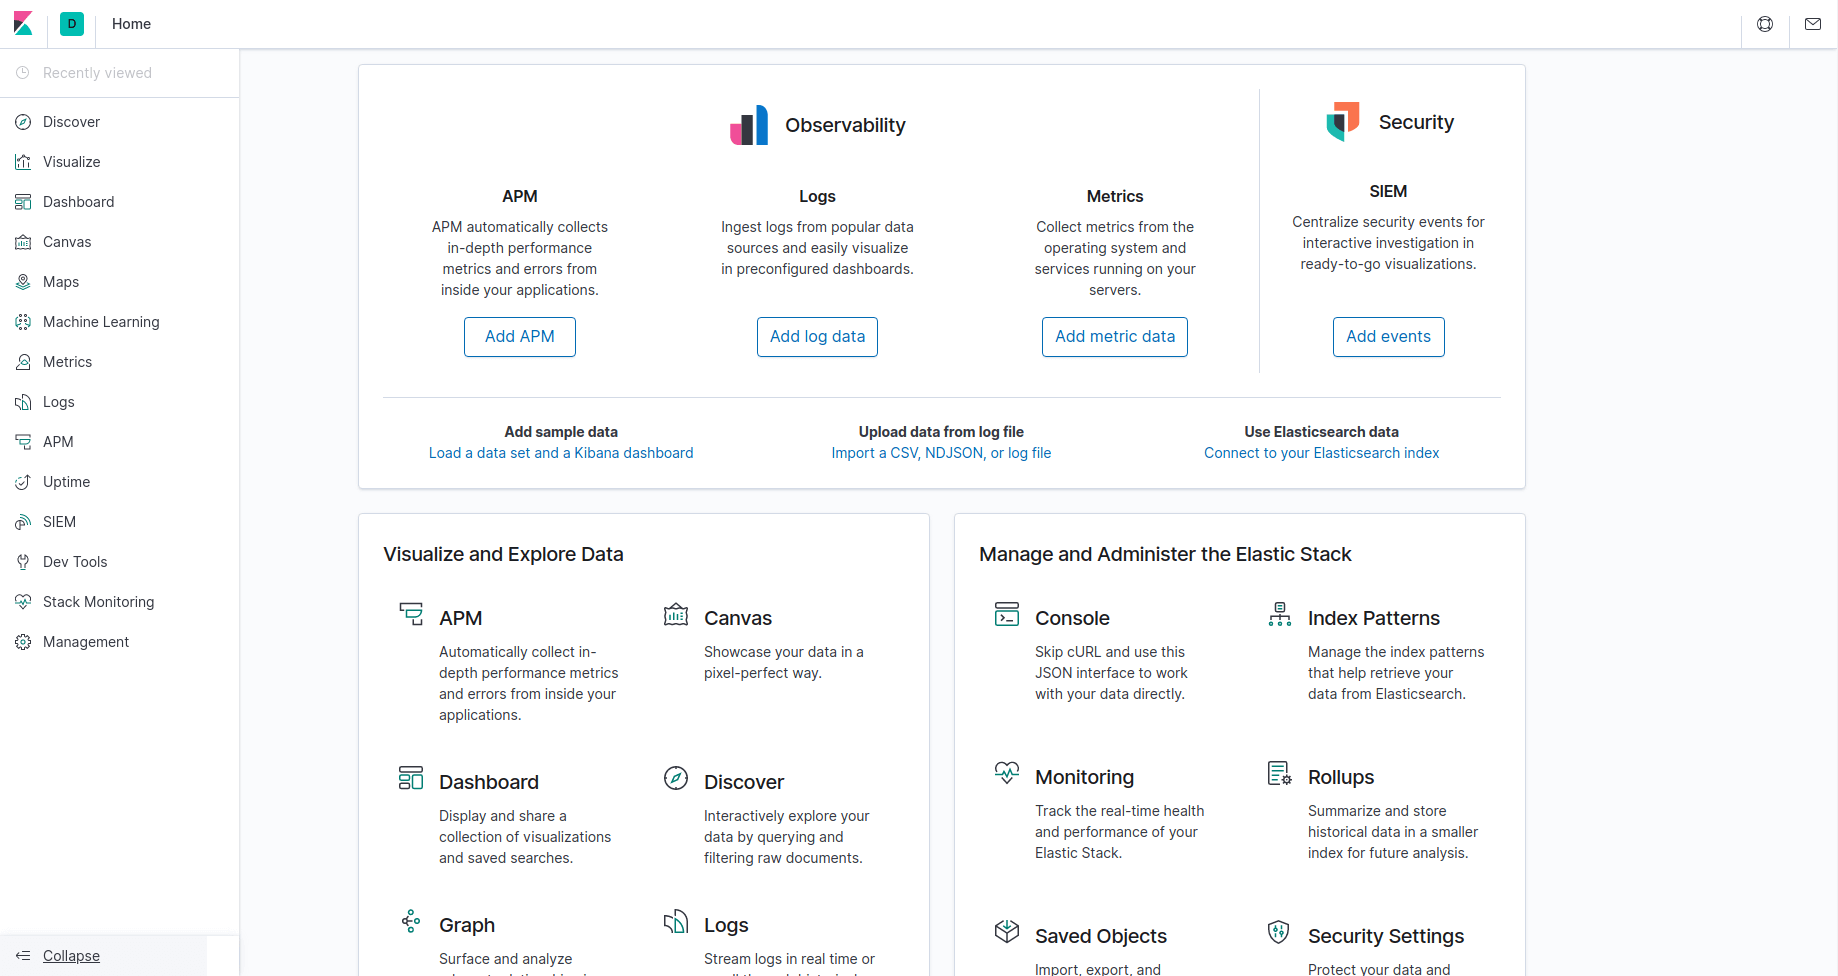 D
Home
Recently viewed
Discover
Visualize
Dashboard
Canvas
Maps
Machine Learning
Metrics
Logs
APM
Uptime
SIEM
Dev Tools
Stack Monitoring
Management
Collapse
Observability
APM
APM automatically collects
in-depth performance
metrics and errors from
inside your applications.
Add APM
Logs
Ingest logs from popular data
sources and easily visualize
in preconfigured dashboards.
Add log data
Metrics
Collect metrics from the
operating system and
services running on your
servers.
Add metric data
Security
SIEM
Centralize security events for
interactive investigation in
ready-to-go visualizations.
Add events
Add sample data
Load a data set and a Kibana dashboard
Upload data from log file
Import a CSV, NDJSON, or log file
Use Elasticsearch data
Connect to your Elasticsearch index
Visualize and Explore Data
APM
Automatically collect in-
depth performance metrics
and errors from inside your
applications.
Canvas
Showcase your data in a
pixel-perfect way.
Dashboard
Display and share a
collection of visualizations
and saved searches.
Discover
Interactively explore your
data by querying and
filtering raw documents.
Graph
Surface and analyze
Logs
Stream logs in real time or
Manage and Administer the Elastic Stack
Console
Skip cURL and use this
JSON interface to work
with your data directly.
Index Patterns
Manage the index patterns
that help retrieve your
data from Elasticsearch.
Monitoring
Track the real-time health
and performance of your
Elastic Stack.
Rollups
Summarize and store
historical data in a smaller
index for future analysis.
Saved Objects
Import, export, and
Security Settings
Protect your data and